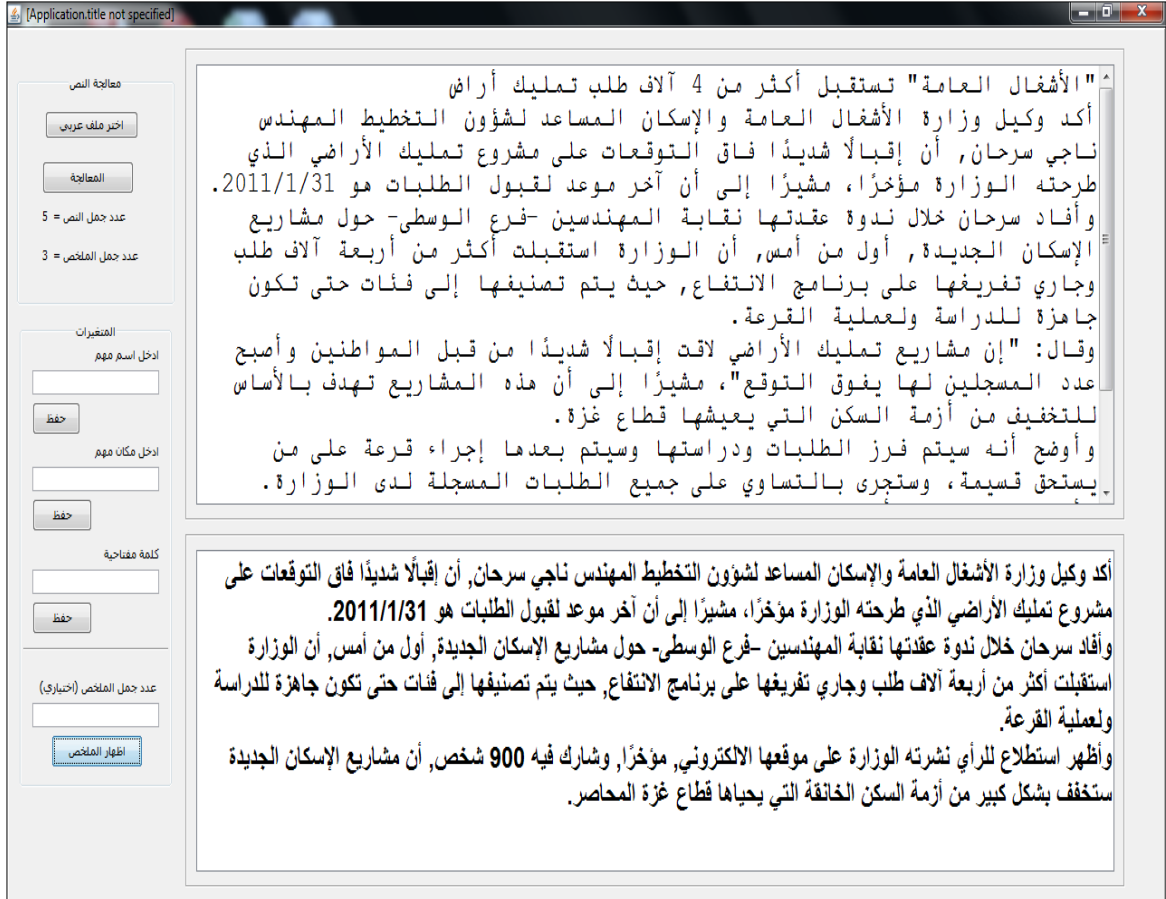 [Application.title not specified]
معالجة النص
اختر ملف عربي
المعالجة
عدد جمل النص = 5
عدد جمل الملخص = 3
المتغيرات
ادخل اسم مهم
حفظ
ادخل مكان مهم
حفظ
كلمة مفتاحية
حفظ
عدد جمل الملخص (اختياري)
اظهار الملخص
"الأشغال العامة" تستقبل أكثر من 4 آلاف طلب تمليك أراض
أكد وكيل وزارة الأشغال العامة والإسكان المساعد لشؤون التخطيط المهندس
ناجي سرحان, أن إقبالًا شديدًا فاق التوقعات على مشروع تمليك الأراضي الذي
طرحته الوزارة مؤخرًا، مشيرًا إلى أن آخر موعد لقبول الطلبات هو 2011/1/31.
وأفاد سرحان خلال ندوة عقدتها نقابة المهندسين –فرع الوسطى- حول مشاريع
الإسكان الجديدة, أول من أمس, أن الوزارة استقبلت أكثر من أربعة آلاف طلب
وجاري تفريغها على برنامج الانتفاع, حيث يتم تصنيفها إلى فئات حتى تكون
جاهزة للدراسة ولعملية القرعة.
وقال: "إن مشاريع تمليك الأراضي لاقت إقبالًا شديدًا من قبل المواطنين وأصبح
عدد المسجلين لها يفوق التوقع"، مشيرًا إلى أن هذه المشاريع تهدف بالأساس
للتخفيف من أزمة السكن التي يعيشها قطاع غزة.
وأوضح أنه سيتم فرز الطلبات ودراستها وسيتم بعدها إجراء قرعة على من
يستحق قسيمة، وستجرى بالتساوي على جميع الطلبات المسجلة لدى الوزارة.
أكد وكيل وزارة الأشغال العامة والإسكان المساعد لشؤون التخطيط المهندس ناجي سرحان, أن إقبالًا شديدًا فاق التوقعات على
مشروع تمليك الأراضي الذي طرحته الوزارة مؤخرًا، مشيرًا إلى أن آخر موعد لقبول الطلبات هو 2011/1/31.
وأفاد سرحان خلال ندوة عقدتها نقابة المهندسين –فرع الوسطى- حول مشاريع الإسكان الجديدة, أول من أمس, أن الوزارة
استقبلت أكثر من أربعة آلاف طلب وجاري تفريغها على برنامج الانتفاع, حيث يتم تصنيفها إلى فئات حتى تكون جاهزة للدراسة
ولعملية القرعة.
وأظهر استطلاع للرأي نشرته الوزارة على موقعها الالكتروني, مؤخرًا, وشارك فيه 900 شخص, أن مشاريع الإسكان الجديدة
ستخفف بشكل كبير من أزمة السكن الخانقة التي يحياها قطاع غزة المحاصر.